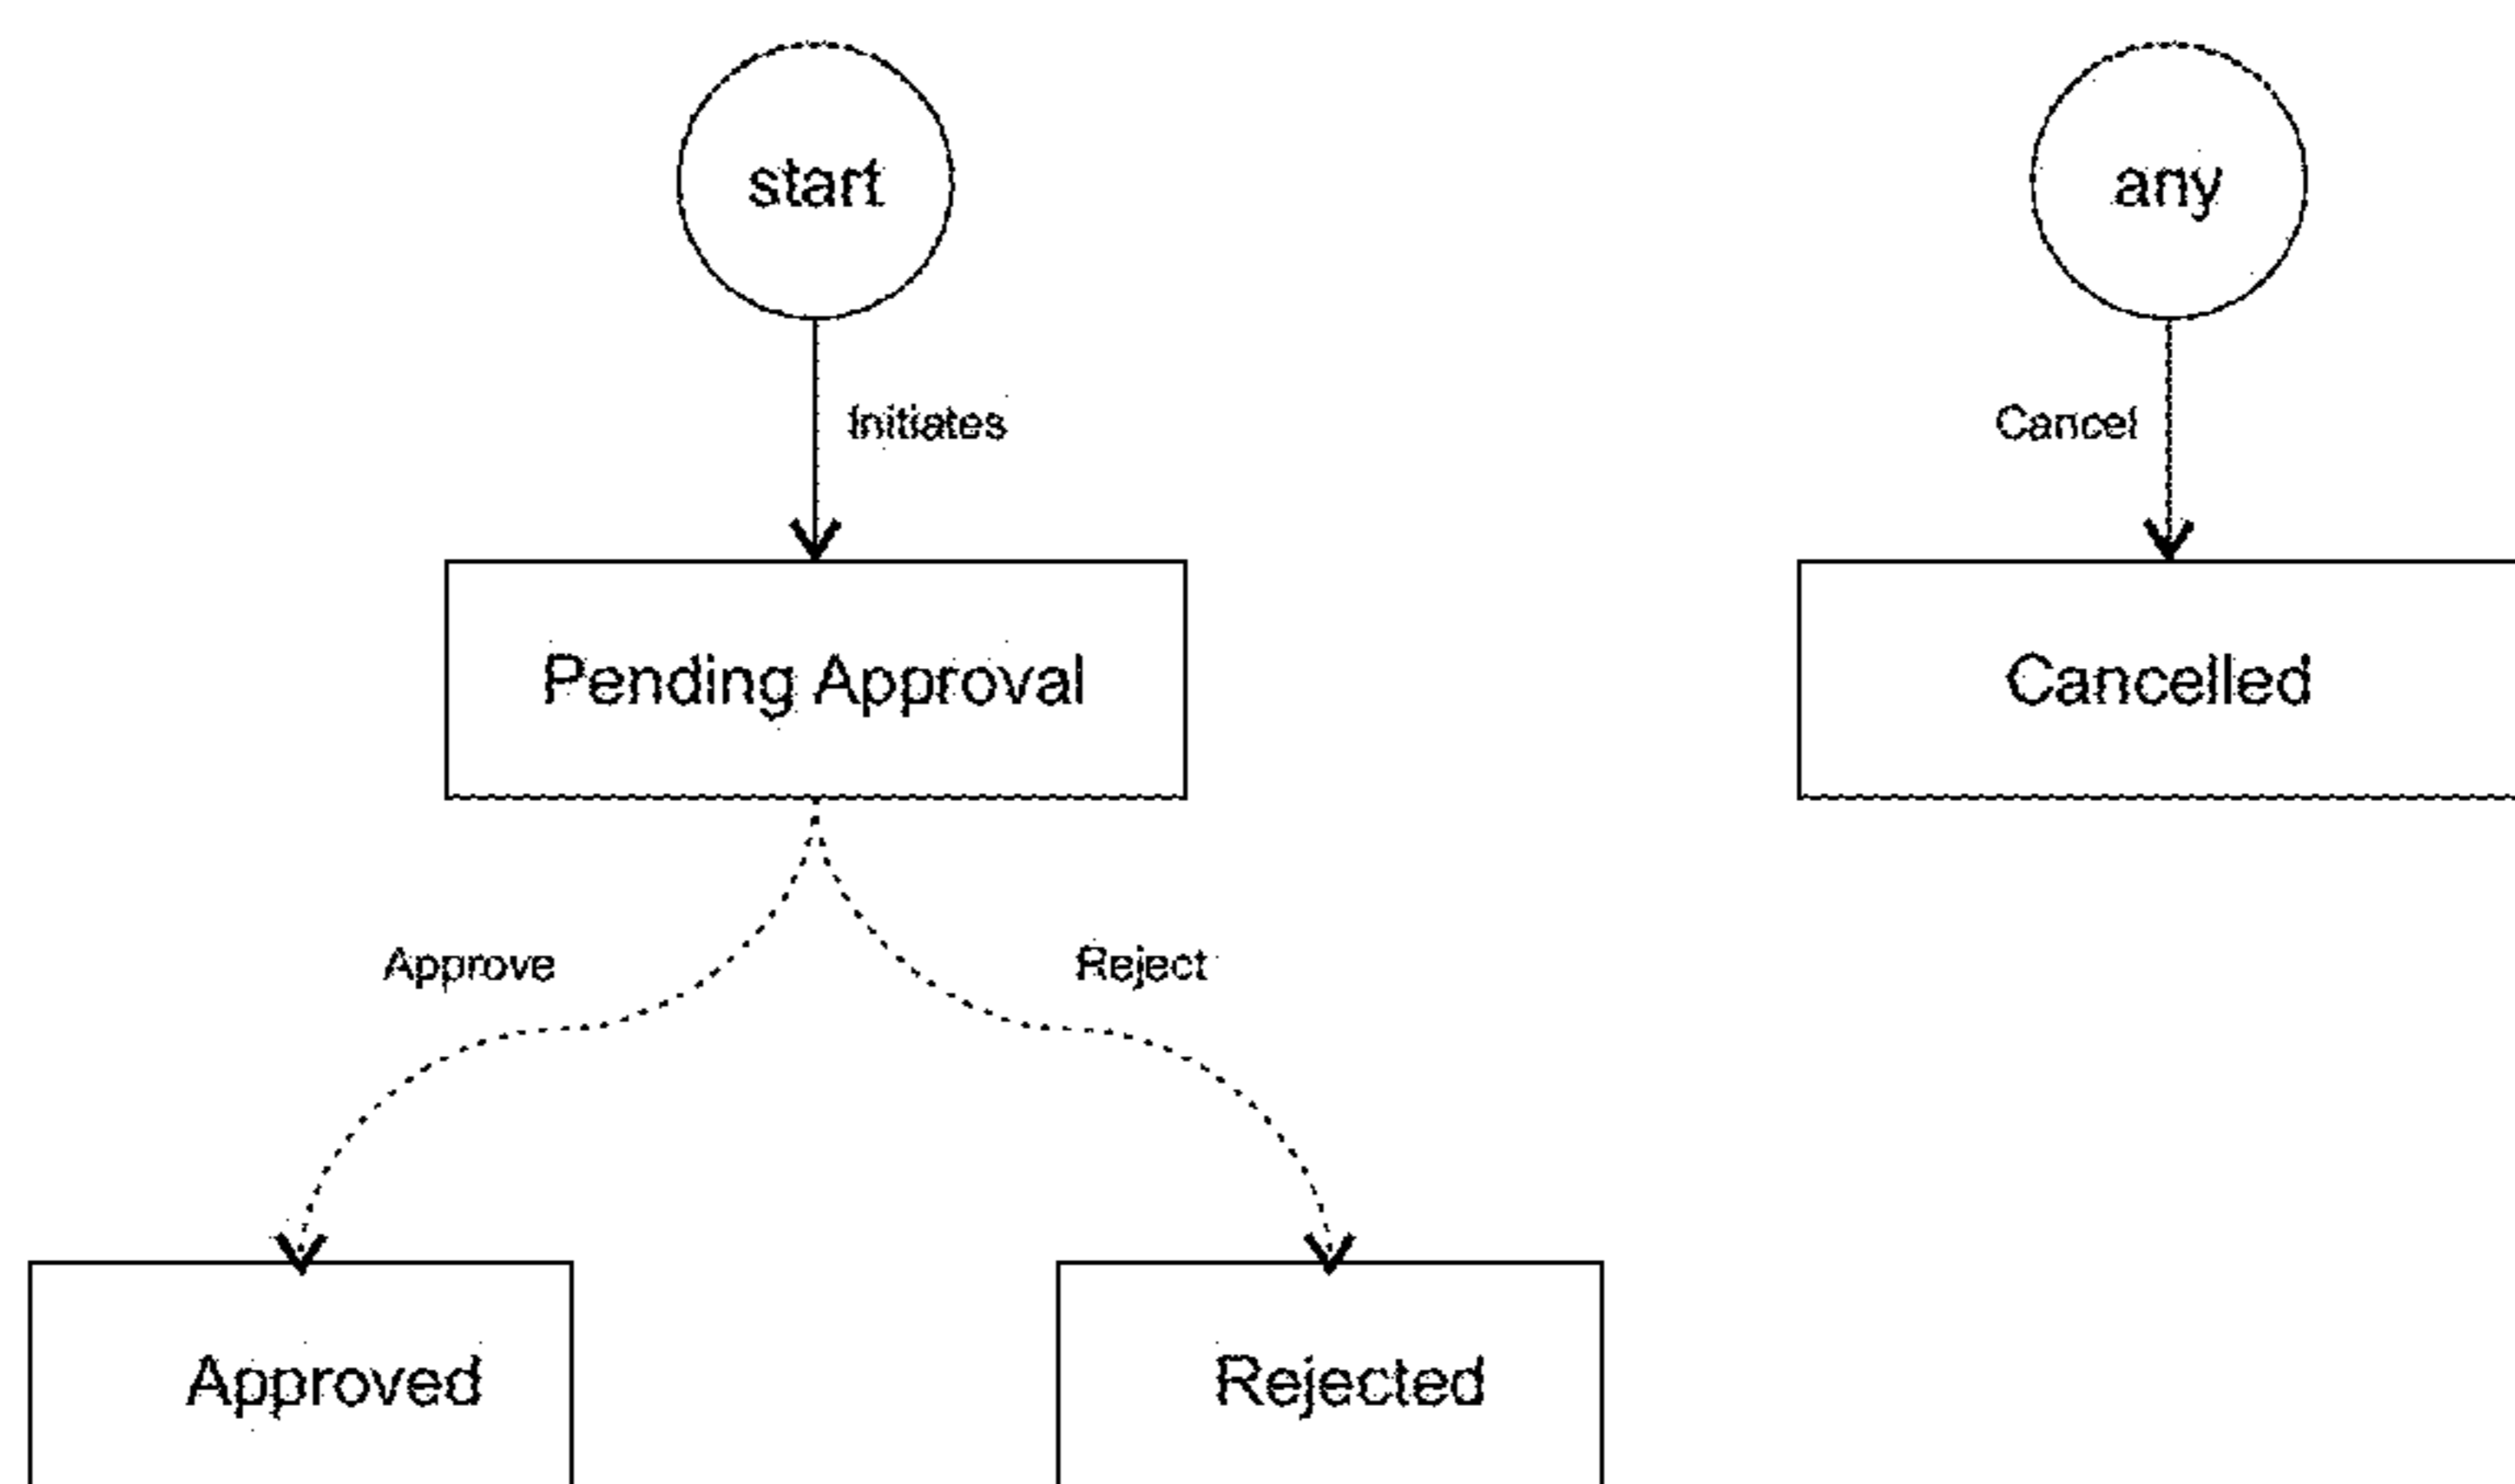 start
any
Initiates
Cancel
Pending Approval
Cancelled
Approve
Reject
Approved
Rejected